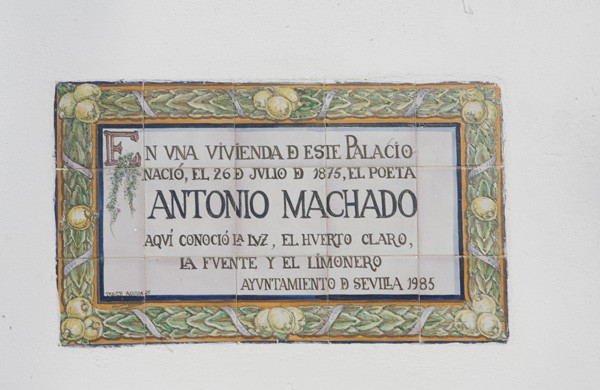 EN VNA VIVIENDA D ESTE PALACIO
NACIÓ, EL 26 D JULIO D 1875, EL POETA
ANTONIO MACHADO
AQVÍ CONOCIÓ LA LVZ, EL HVERTO CLARO,
LA FVENTE Y EL LIMONERO
AYVNTAMIENTO D SEVILLA 1985